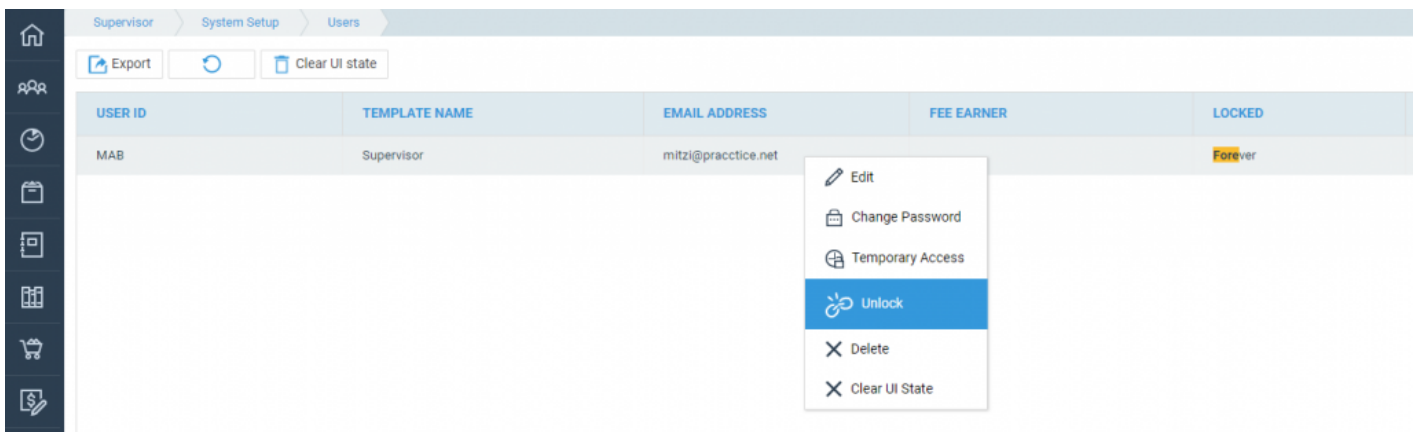 Supervisor System Setup Users
Export Clear UI state
USER ID TEMPLATE NAME EMAIL ADDRESS FEE EARNER LOCKED
MAB Supervisor mitzi@pracctice.net Forever
Edit
Change Password
Temporary Access
Unlock
Delete
Clear UI State